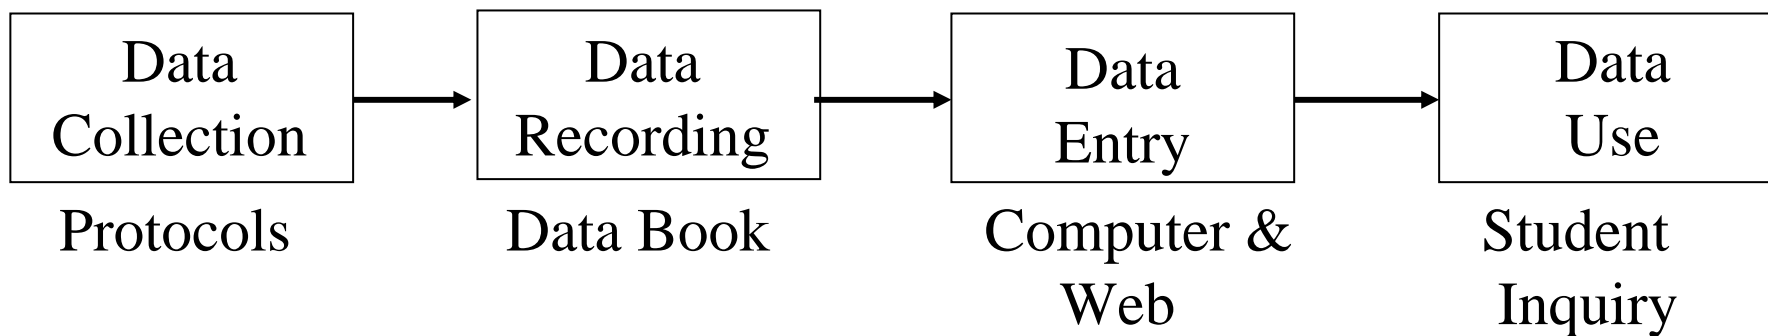 Data
Collection
Protocols
Data
Recording
Data Book
Data
Entry
Computer &
Web
Data
Use
Student
Inquiry